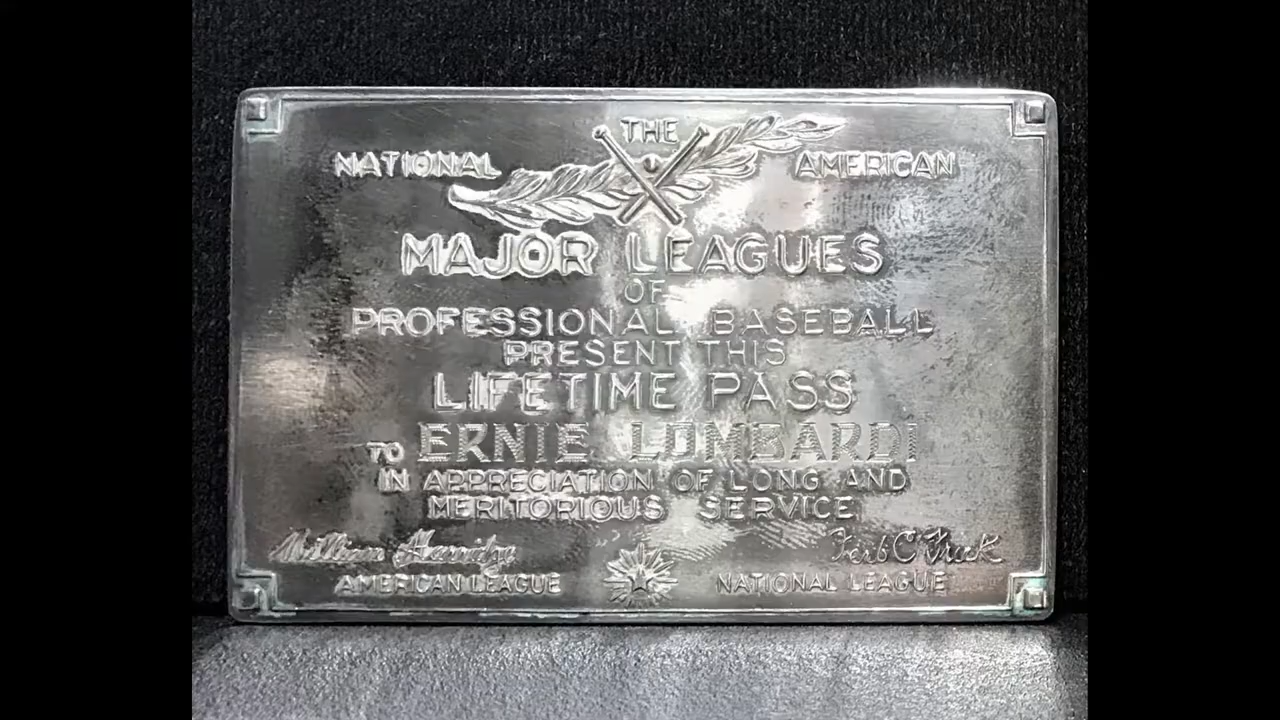 THE
NATIONAL AMERICAN
MAJOR LEAGUES
OF
PROFESSIONAL BASEBALL
PRESENT THIS
LIFETIME PASS
TO ERNIE LOMBARDI
IN APPRECIATION OF LONG AND
MERITORIOUS SERVICE
William Harridge Ford C Frick
AMERICAN LEAGUE NATIONAL LEAGUE